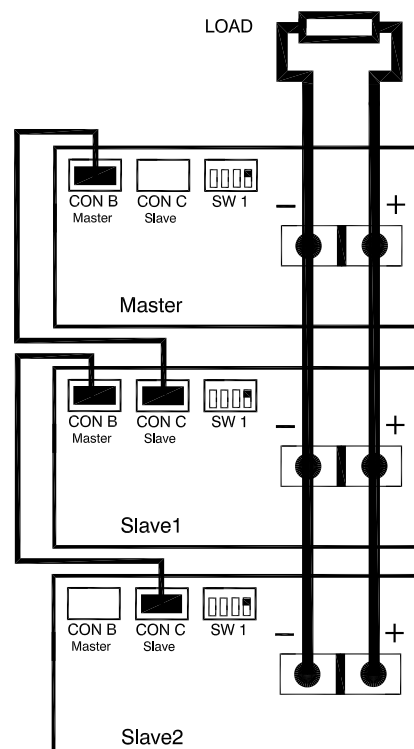 LOAD
CON B CON C SW 1
Master Slave
− +
Master
CON B CON C SW 1
Master Slave
− +
Slave1
CON B CON C SW 1
Master Slave
− +
Slave2